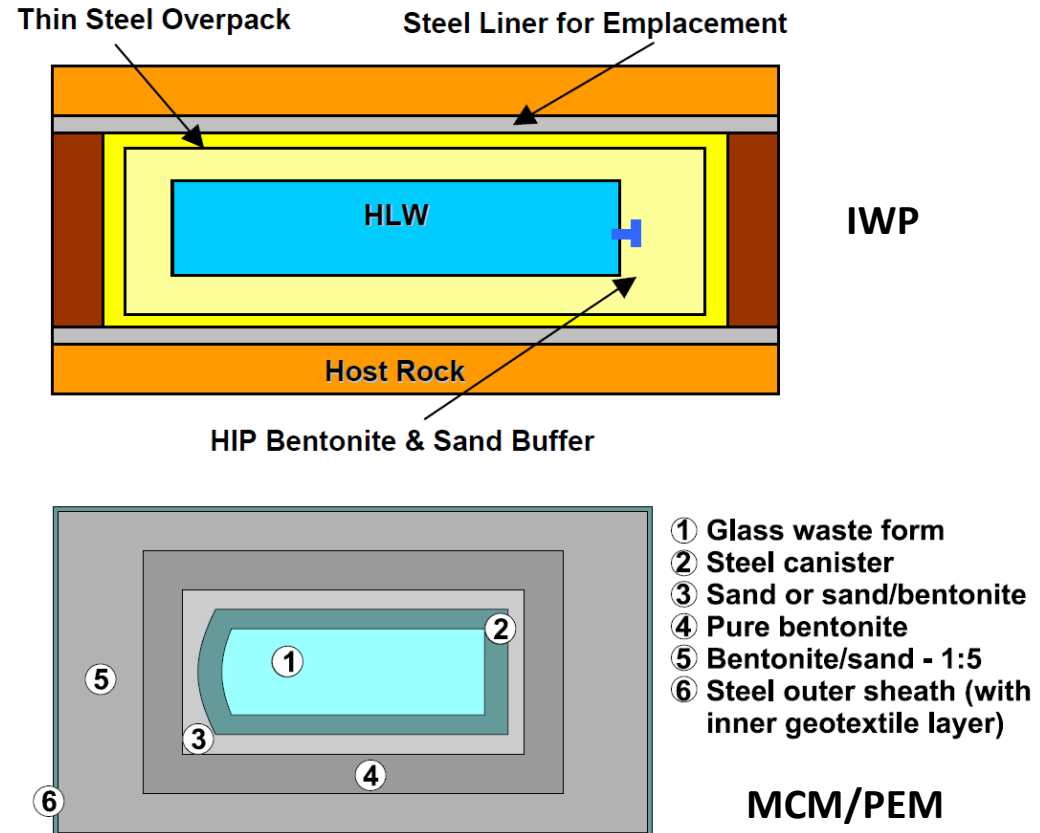 Thin Steel Overpack
Steel Liner for Emplacement
HLW
IWP
Host Rock
HIP Bentonite & Sand Buffer
① Glass waste form
② Steel canister
③ Sand or sand/bentonite
④ Pure bentonite
⑤ Bentonite/sand - 1:5
⑥ Steel outer sheath (with
inner geotextile layer)
②
①
⑤
③
④
⑥
MCM/PEM